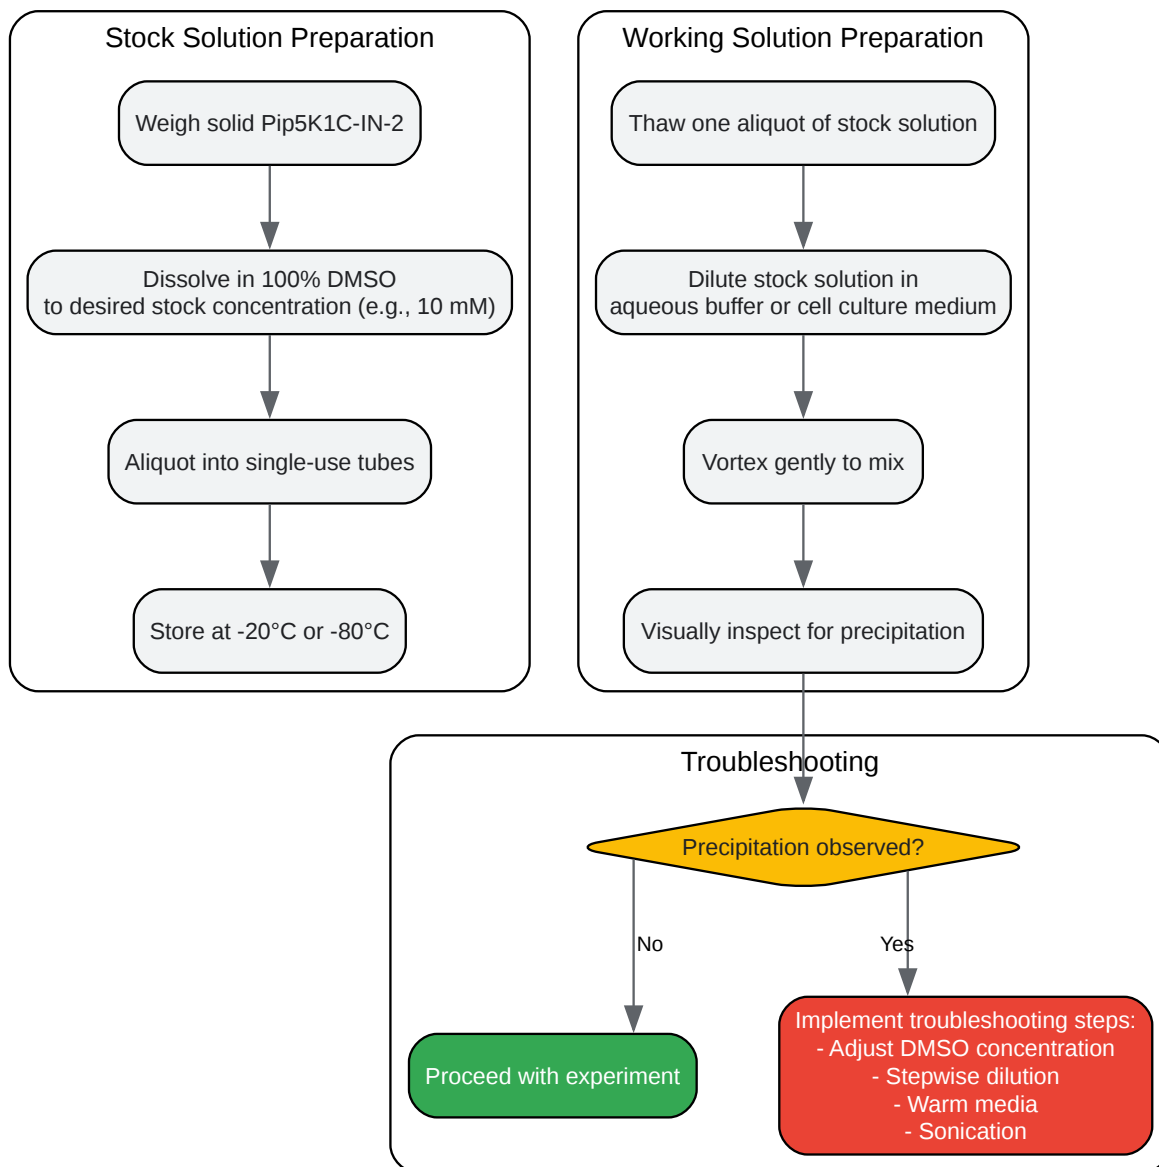 Stock Solution Preparation
Weigh solid Pip5K1C-IN-2
Dissolve in 100% DMSO
to desired stock concentration (e.g., 10 mM)
Aliquot into single-use tubes
Store at -20°C or -80°C
Working Solution Preparation
Thaw one aliquot of stock solution
Dilute stock solution in
aqueous buffer or cell culture medium
Vortex gently to mix
Visually inspect for precipitation
Troubleshooting
Precipitation observed?
No
Yes
Proceed with experiment
Implement troubleshooting steps:
- Adjust DMSO concentration
- Stepwise dilution
- Warm media
- Sonication